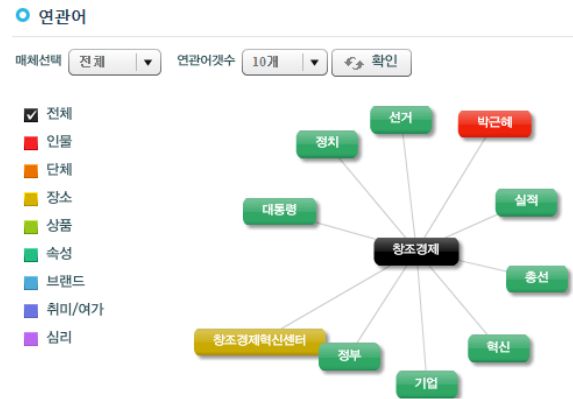 연관어
매체선택 전체 연관어갯수 10개 확인
전체
인물
단체
장소
상품
속성
브랜드
취미/여가
심리
선거
박근혜
정치
실적
대통령
창조경제
총선
창조경제혁신센터
정부
혁신
기업